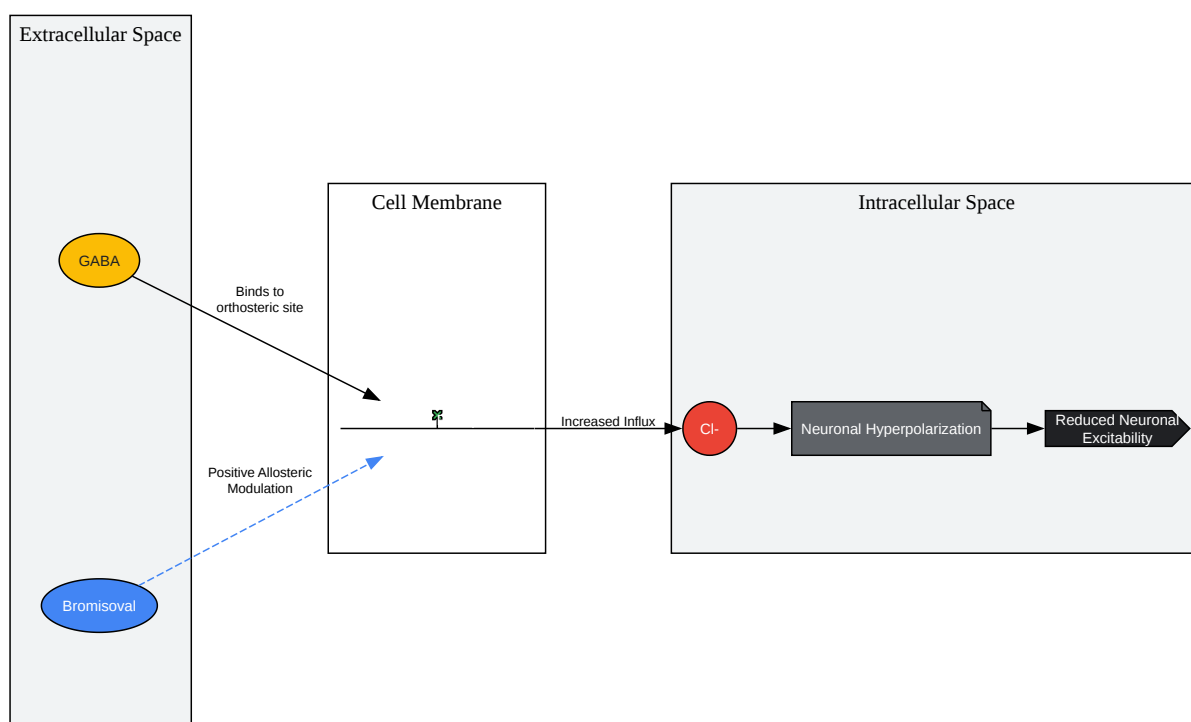 Extracellular Space
Cell Membrane
Intracellular Space
GABA
Binds to
orthosteric site
Increased Influx
Cl-
Neuronal Hyperpolarization
Reduced Neuronal
Excitability
Positive Allosteric
Modulation
Bromisoval